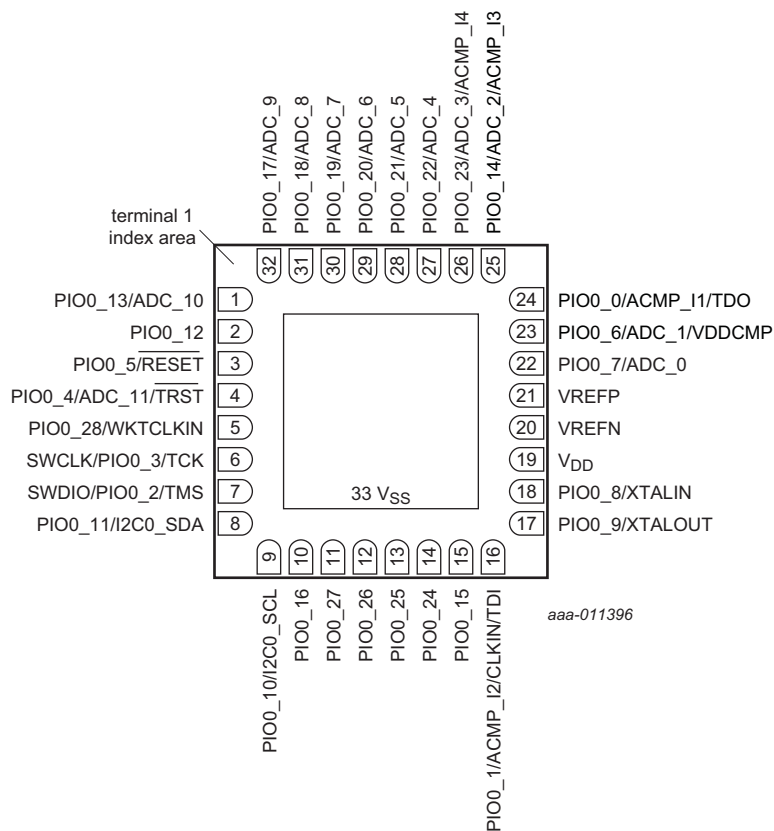 PIO0_17/ADC_9
PIO0_18/ADC_8
PIO0_19/ADC_7
PIO0_20/ADC_6
PIO0_21/ADC_5
PIO0_22/ADC_4
PIO0_23/ADC_3/ACMP_I4
PIO0_14/ADC_2/ACMP_I3
terminal 1
index area
32
31
30
29
28
27
26
25
PIO0_13/ADC_10 1
PIO0_12 2
PIO0_5/RESET 3
PIO0_4/ADC_11/TRST 4
PIO0_28/WKTCLKIN 5
SWCLK/PIO0_3/TCK 6
SWDIO/PIO0_2/TMS 7
PIO0_11/I2C0_SDA 8
24 PIO0_0/ACMP_I1/TDO
23 PIO0_6/ADC_1/VDDCMP
22 PIO0_7/ADC_0
21 VREFP
20 VREFN
19 VDD
18 PIO0_8/XTALIN
17 PIO0_9/XTALOUT
33 VSS
9
10
11
12
13
14
15
16
PIO0_10/I2C0_SCL
PIO0_16
PIO0_27
PIO0_26
PIO0_25
PIO0_24
PIO0_15
PIO0_1/ACMP_I2/CLKIN/TDI
aaa-011396